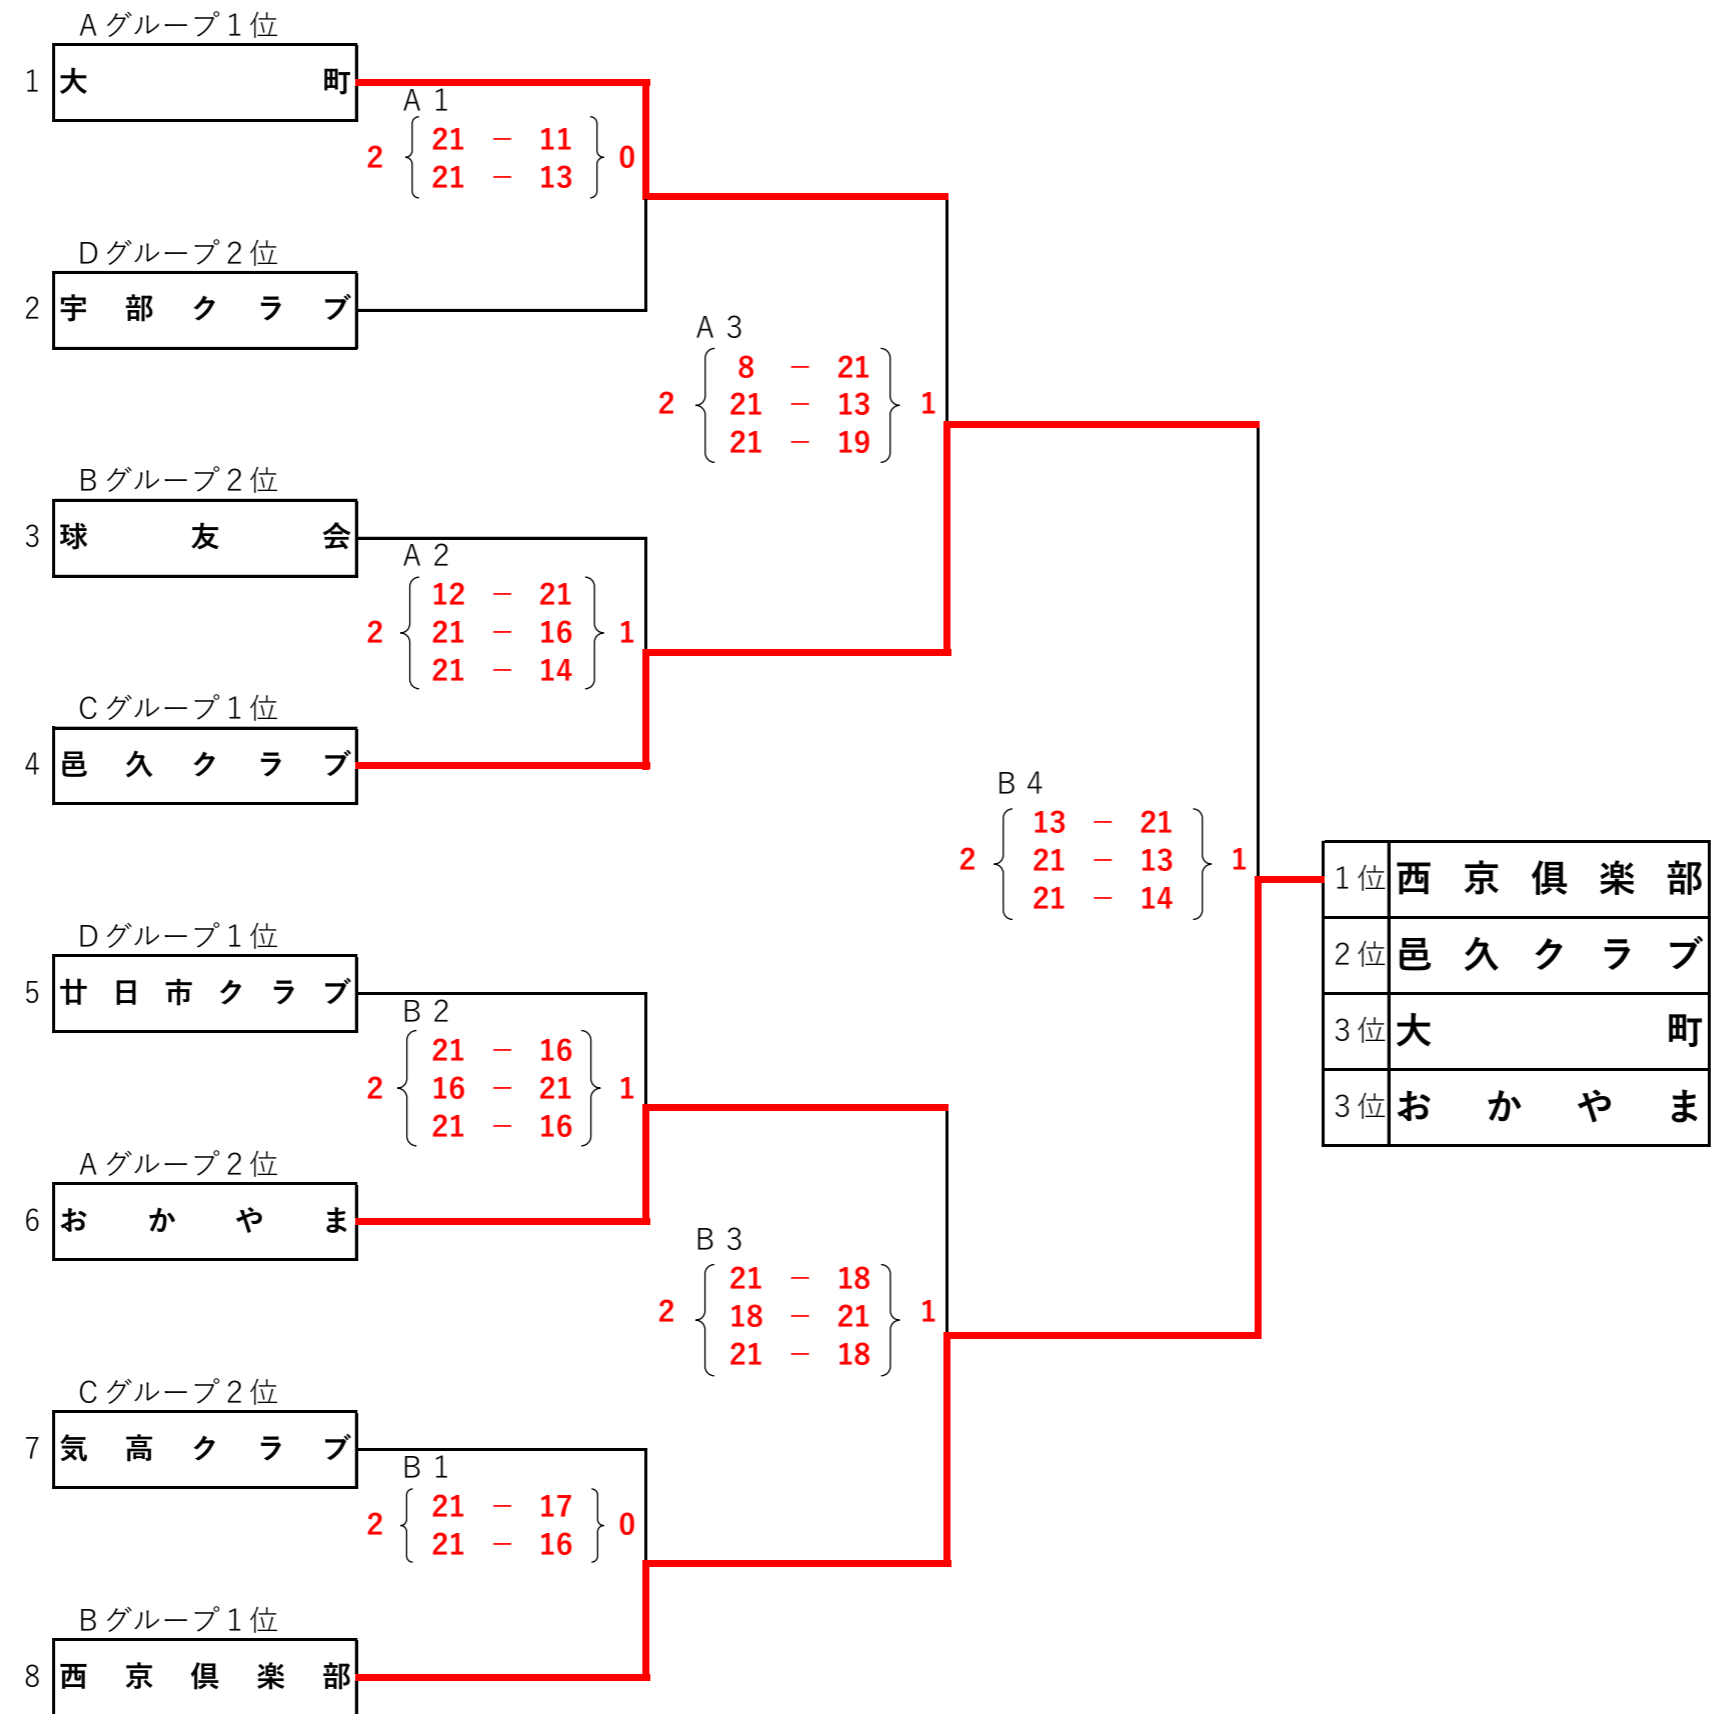 Aグループ1位
1 大町
A 1
21 － 11
2 0
21 － 13
Dグループ2位
2 宇部クラブ
A 3
8 － 21
2 21 － 13 1
21 － 19
Bグループ2位
3 球友会
A 2
12 － 21
2 21 － 16 1
21 － 14
Cグループ1位
4 邑久クラブ
B 4
13 － 21
2 21 － 13 1
21 － 14
1位 西京倶楽部
2位 邑久クラブ
3位 大町
3位 おかやま
Dグループ1位
5 廿日市クラブ
B 2
21 － 16
2 16 － 21 1
21 － 16
Aグループ2位
6 おかやま
B 3
21 － 18
2 18 － 21 1
21 － 18
Cグループ2位
7 気高クラブ
B 1
21 － 17
2 0
21 － 16
Bグループ1位
8 西京倶楽部